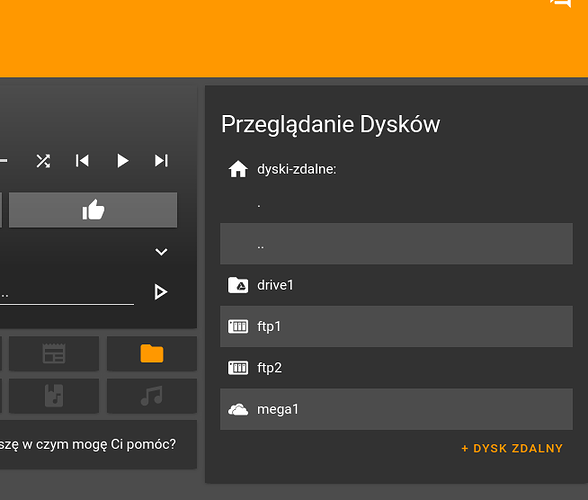 Przeglądanie Dysków
dyski-zdalne:
.
..
drive1
ftp1
ftp2
mega1
+ DYSK ZDALNY
..
szę w czym mogę Ci pomóc?